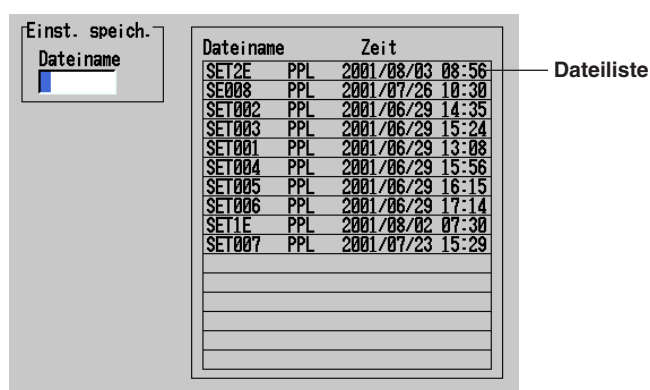 Einst. speich.
Dateiname
Dateiname Zeit
SET2E PPL 2001/08/03 08:56
SE008 PPL 2001/07/26 10:30
SET002 PPL 2001/06/29 14:35
SET003 PPL 2001/06/29 15:24
SET001 PPL 2001/06/29 13:08
SET004 PPL 2001/06/29 15:56
SET005 PPL 2001/06/29 16:15
SET006 PPL 2001/06/29 17:14
SET1E PPL 2001/08/02 07:30
SET007 PPL 2001/07/23 15:29
Dateiliste